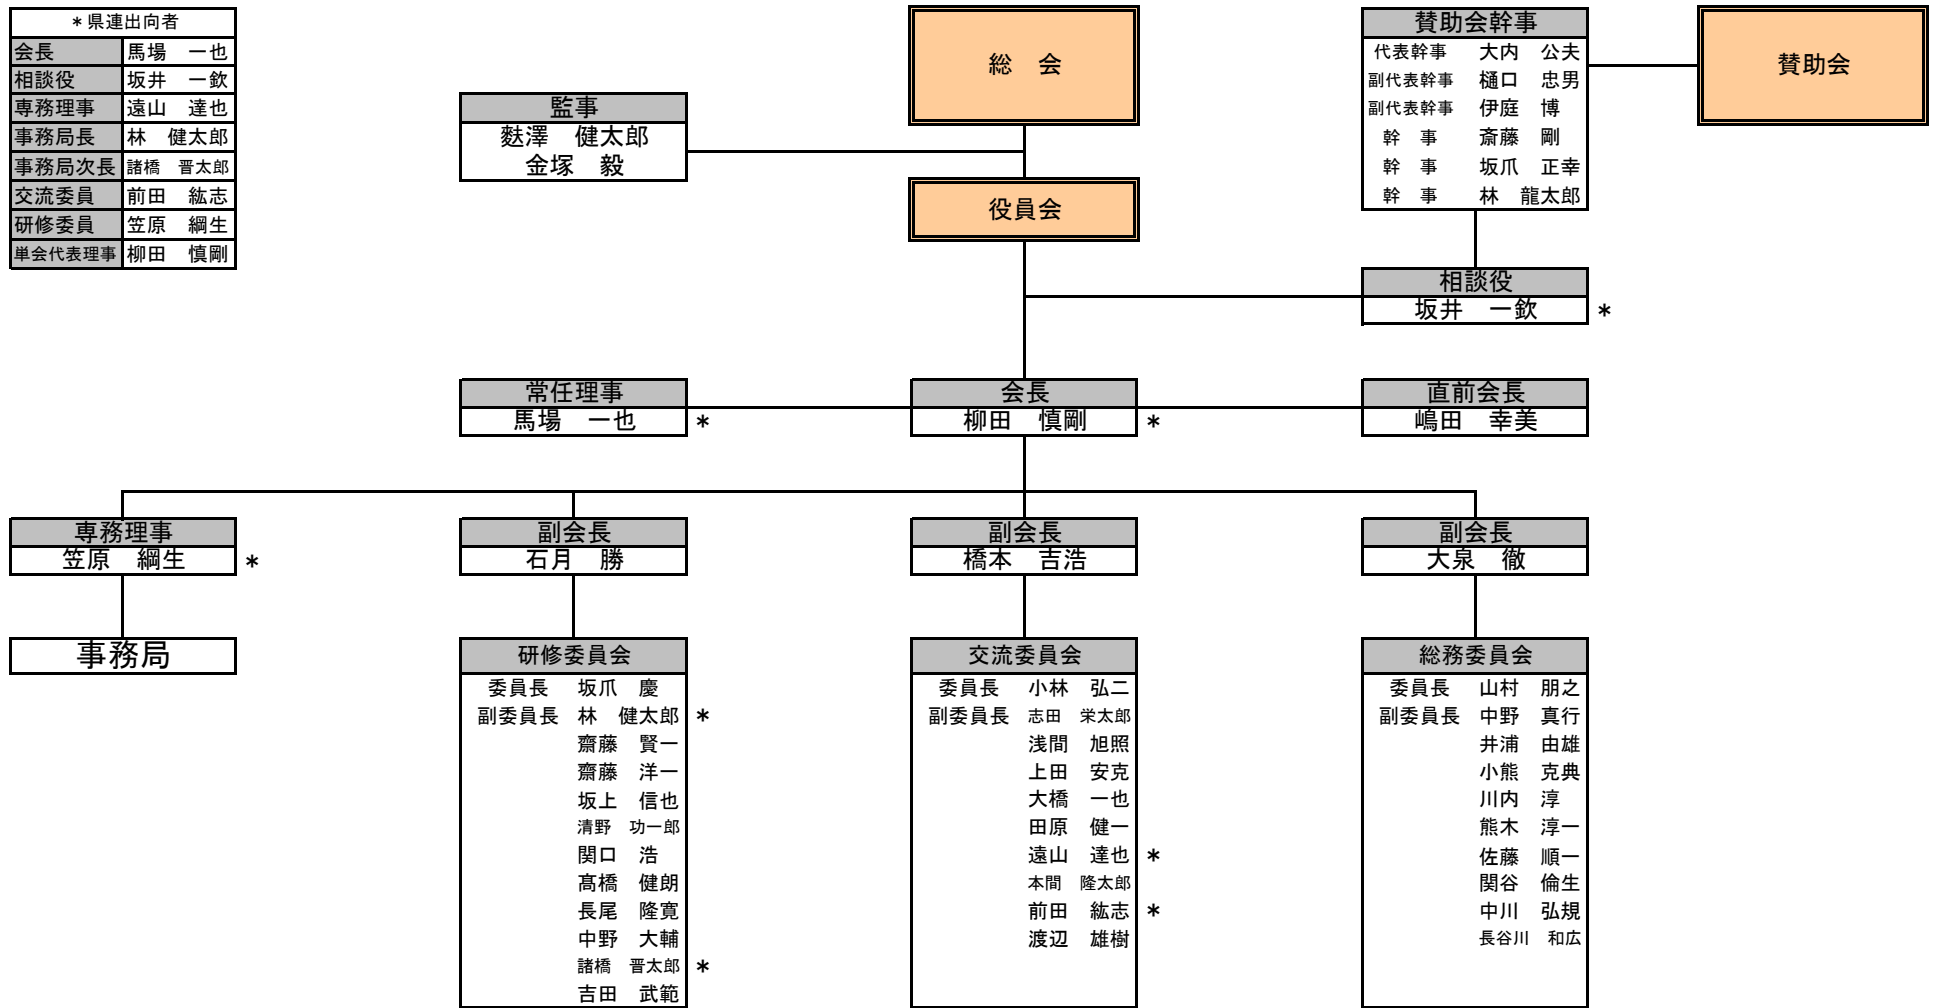 *県連出向者
会長 馬場 一也
相談役 坂井 一欽
専務理事 遠山 達也
事務局長 林 健太郎
事務局次長 諸橋 晋太郎
交流委員 前田 紘志
研修委員 笠原 綱生
単会代表理事 柳田 慎剛
総 会
賛助会幹事
代表幹事 大内 公夫
副代表幹事 樋口 忠男
副代表幹事 伊庭 博
幹 事 斎藤 剛
幹 事 坂爪 正幸
幹 事 林 龍太郎
賛助会
監事
麩澤 健太郎
金塚 毅
役員会
相談役
坂井 一欽 *
常任理事
馬場 一也 *
会長
柳田 慎剛 *
直前会長
嶋田 幸美
専務理事
笠原 綱生 *
副会長
石月 勝
副会長
橋本 吉浩
副会長
大泉 徹
事務局
研修委員会
委員長 坂爪 慶
副委員長 林 健太郎 *
齋藤 賢一
齋藤 洋一
坂上 信也
清野 功一郎
関口 浩
髙橋 健朗
長尾 隆寛
中野 大輔
諸橋 晋太郎 *
吉田 武範
交流委員会
委員長 小林 弘二
副委員長 志田 栄太郎
浅間 旭照
上田 安克
大橋 一也
田原 健一
遠山 達也 *
本間 隆太郎
前田 紘志 *
渡辺 雄樹
総務委員会
委員長 山村 朋之
副委員長 中野 真行
井浦 由雄
小熊 克典
川内 淳
熊木 淳一
佐藤 順一
関谷 倫生
中川 弘規
長谷川 和広